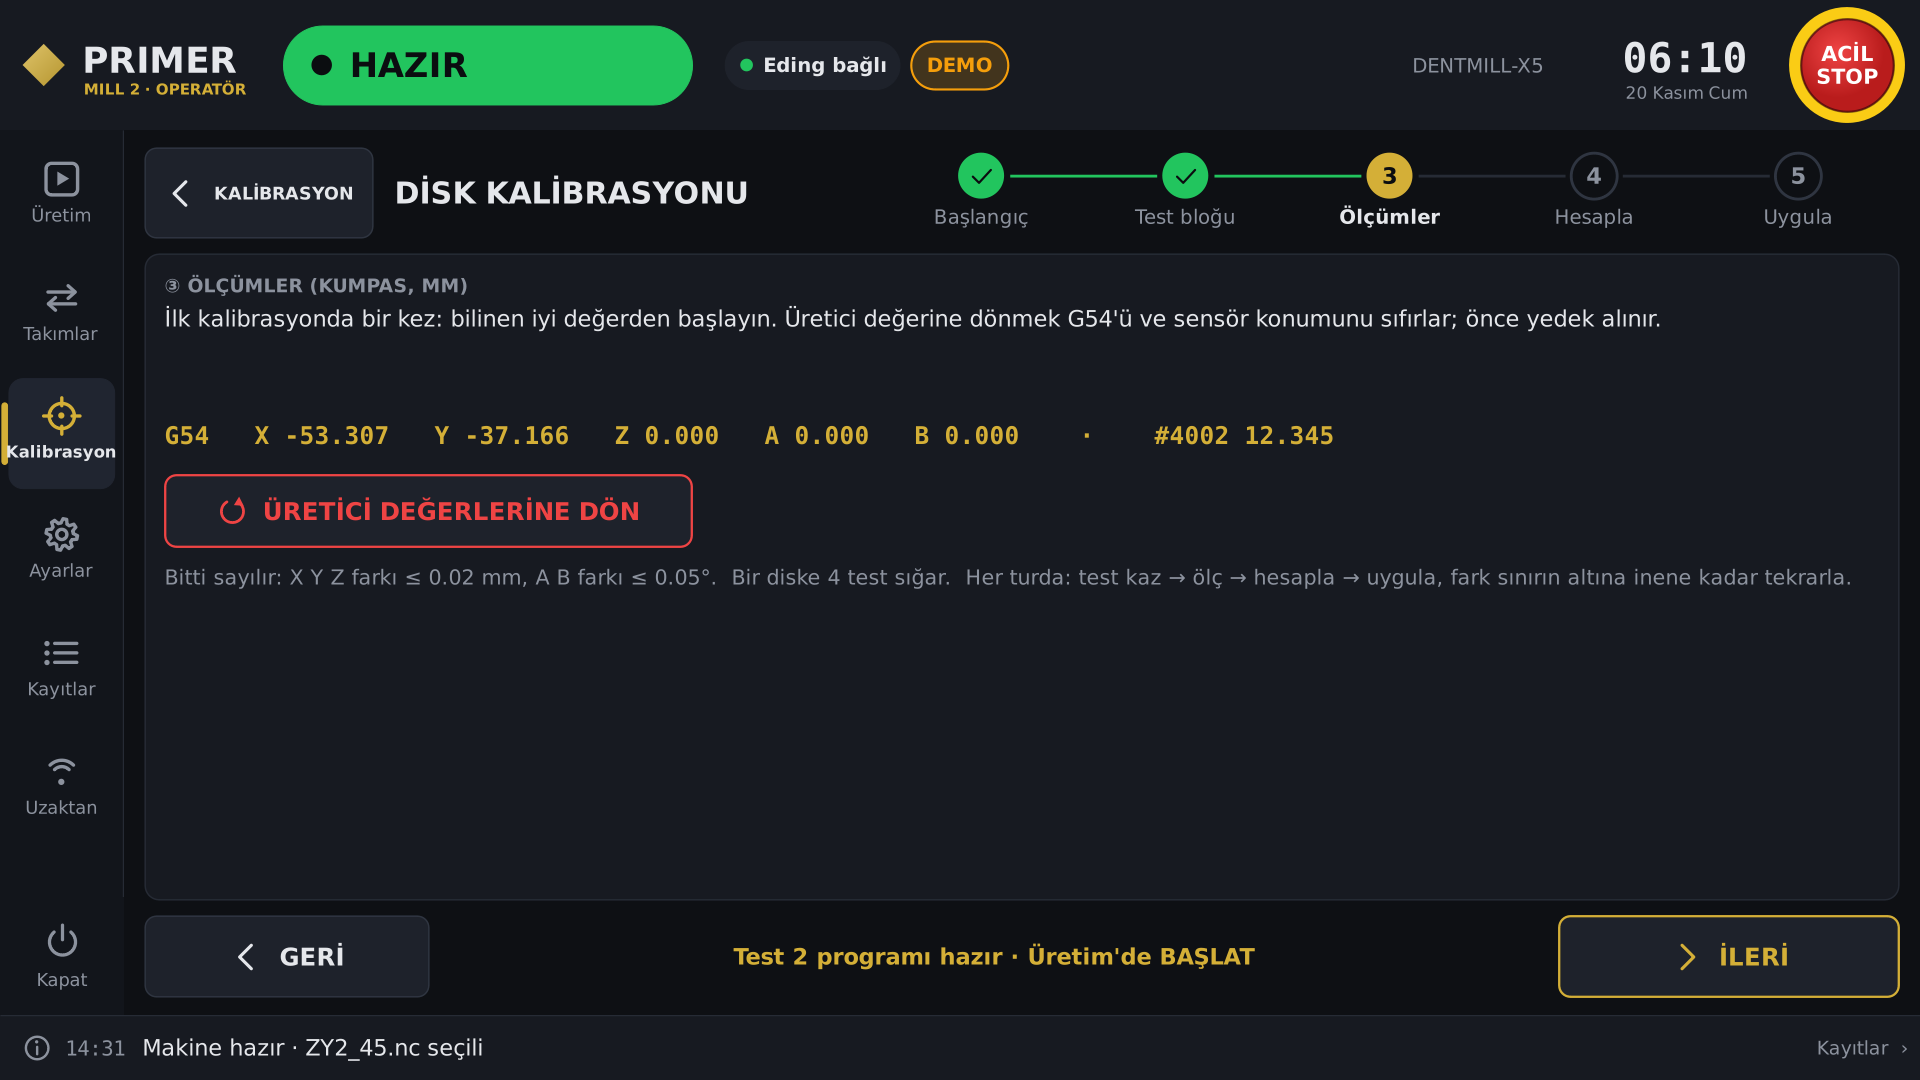 PRIMER
MILL 2 · OPERATÖR
HAZIR
Eding bağlı
DEMO
DENTMILL-X5
06:10
20 Kasım Cum
ACİL
STOP
Üretim
Takımlar
Kalibrasyon
Ayarlar
Kayıtlar
Uzaktan
Kapat
KALİBRASYON
DİSK KALİBRASYONU
Başlangıç
Test bloğu
3
Ölçümler
4
Hesapla
5
Uygula
③ ÖLÇÜMLER (KUMPAS, MM)
İlk kalibrasyonda bir kez: bilinen iyi değerden başlayın. Üretici değerine dönmek G54'ü ve sensör konumunu sıfırlar; önce yedek alınır.
G54 X -53.307 Y -37.166 Z 0.000 A 0.000 B 0.000 · #4002 12.345
ÜRETİCİ DEĞERLERİNE DÖN
Bitti sayılır: X Y Z farkı ≤ 0.02 mm, A B farkı ≤ 0.05°. Bir diske 4 test sığar. Her turda: test kaz → ölç → hesapla → uygula, fark sınırın altına inene kadar tekrarla.
GERİ
Test 2 programı hazır · Üretim'de BAŞLAT
İLERİ
14:31 Makine hazır · ZY2_45.nc seçili
Kayıtlar ›